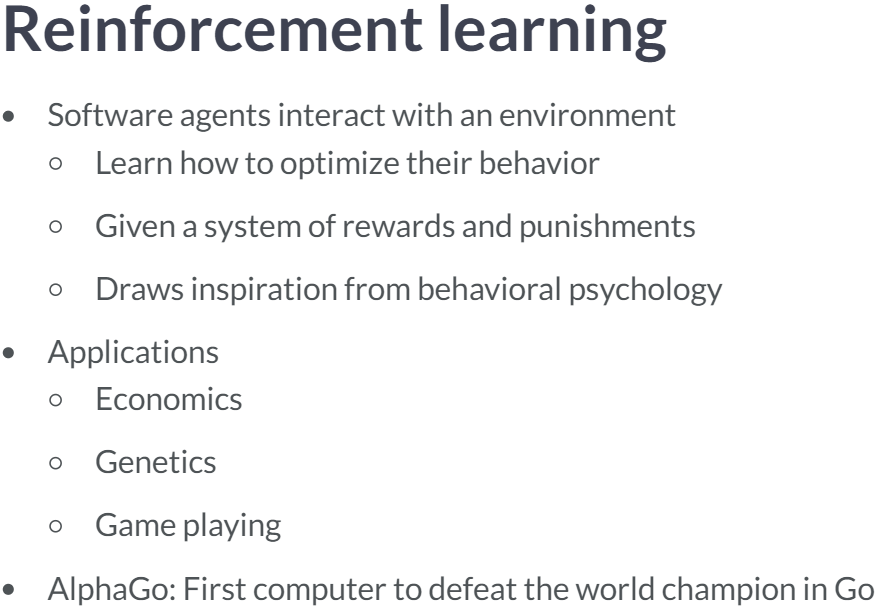 Reinforcement learning
• Software agents interact with an environment
○ Learn how to optimize their behavior
○ Given a system of rewards and punishments
○ Draws inspiration from behavioral psychology
• Applications
○ Economics
○ Genetics
○ Game playing
• AlphaGo: First computer to defeat the world champion in Go